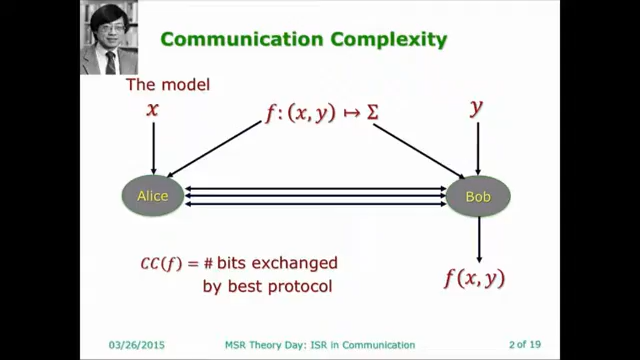 Communication Complexity
The model
x
f: (x, y) ↦ Σ
y
Alice
Bob
CC(f) = # bits exchanged
by best protocol
f(x, y)
03/26/2015
MSR Theory Day: ISR in Communication
2 of 19